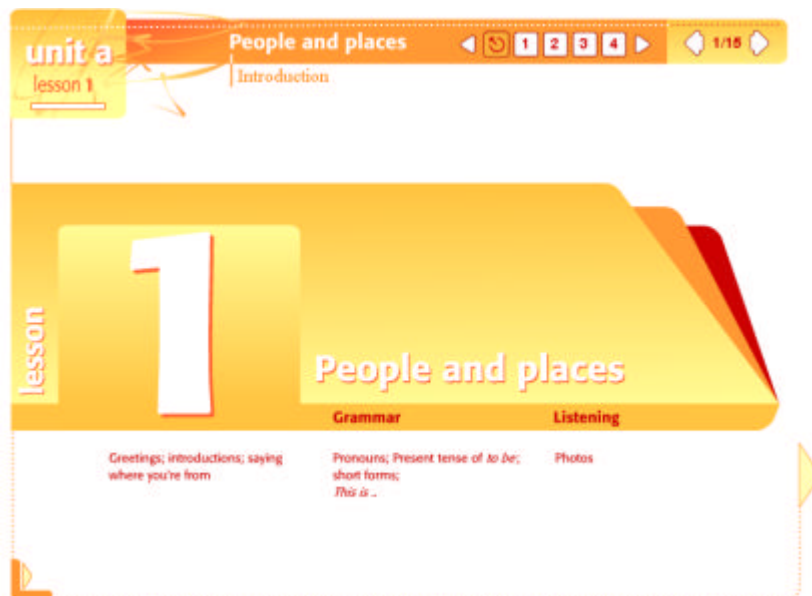 unit a
lesson 1
People and places
1 2 3 4
1/15
Introduction
lesson
1
People and places
Grammar
Listening
Greetings; introductions; saying
where you're from
Pronouns; Present tense of to be;
short forms;
This is ..
Photos